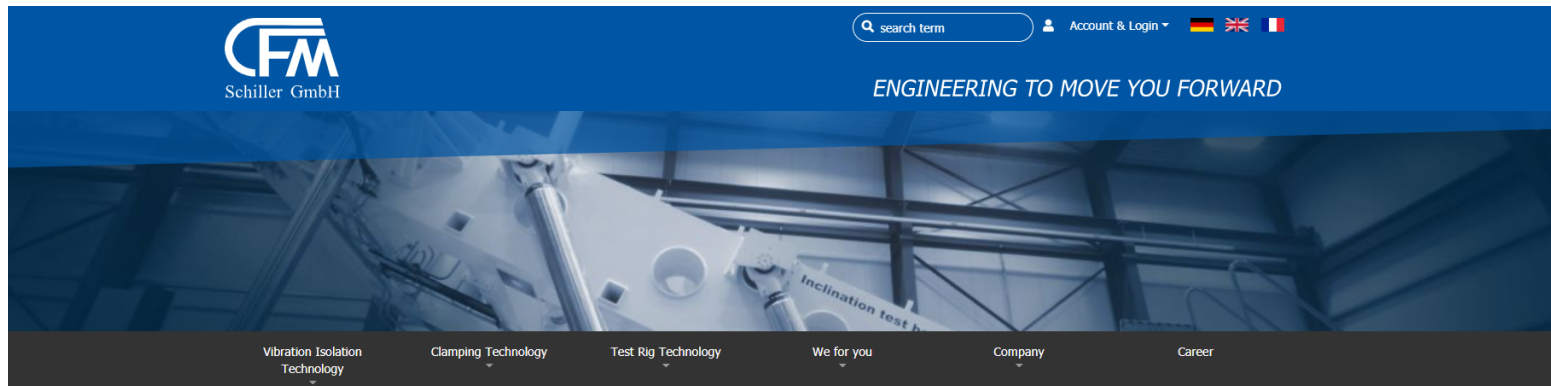 CFM
Schiller GmbH
search term
Account & Login
ENGINEERING TO MOVE YOU FORWARD
Inclination test
Vibration Isolation
Technology
Clamping Technology
Test Rig Technology
We for you
Company
Career